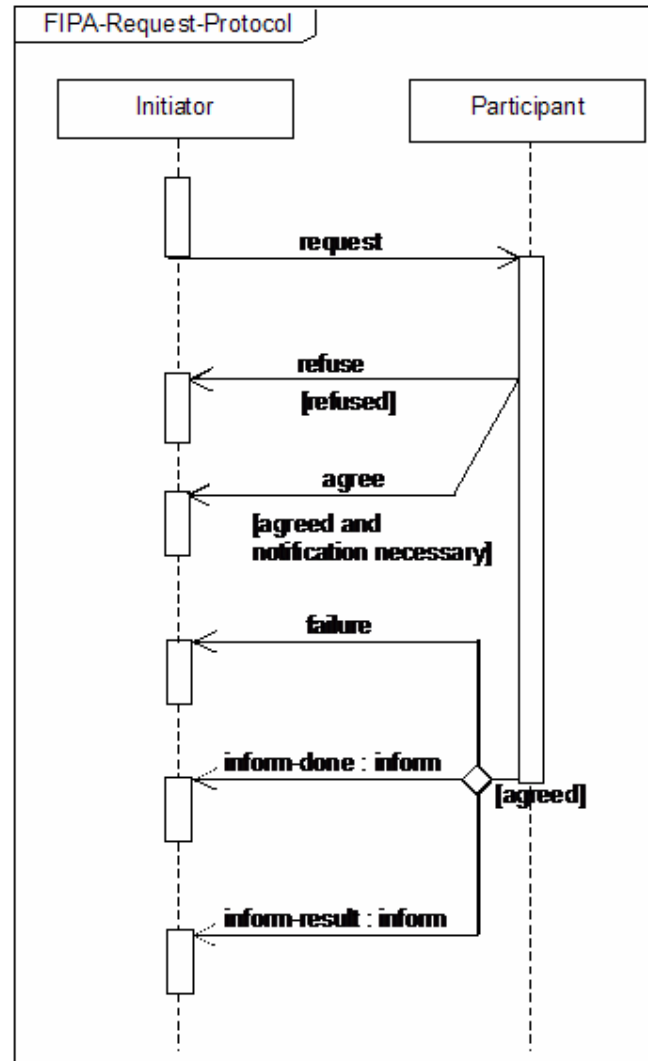 FIPA-Request-Protocol
Initiator
Participant
request
refuse
[refused]
agree
[agreed and
notification necessary]
failure
inform-done : inform
[agreed]
inform-result : inform